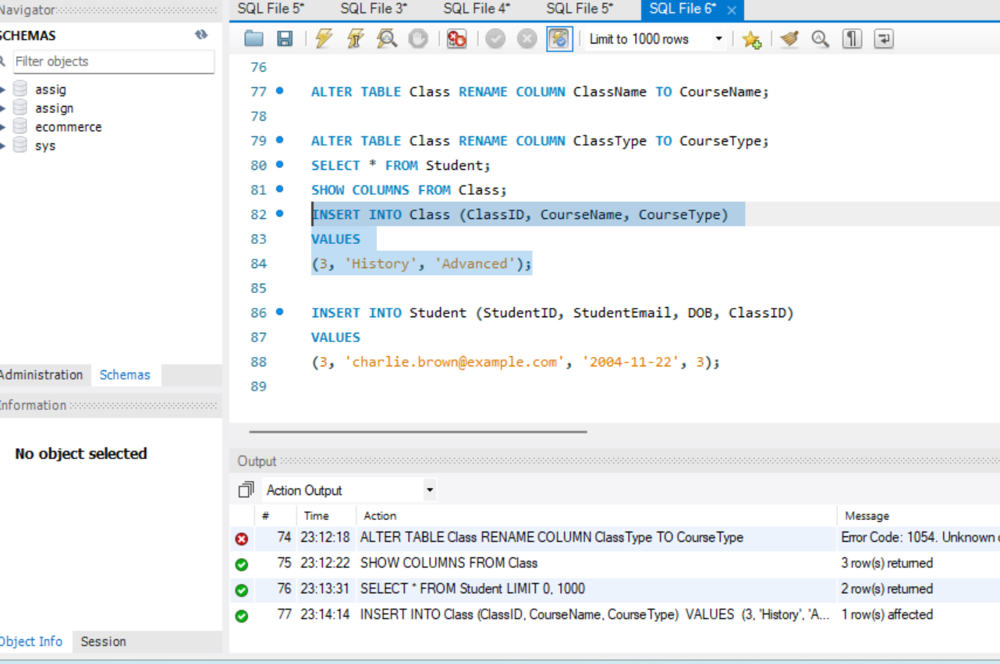 Navigator
SQL File 5* SQL File 3* SQL File 4* SQL File 5* SQL File 6* ×
SCHEMAS
Filter objects
Limit to 1000 rows
assig
assign
ecommerce
sys
76
77 ALTER TABLE Class RENAME COLUMN ClassName TO CourseName;
78
79 ALTER TABLE Class RENAME COLUMN ClassType TO CourseType;
80 SELECT * FROM Student;
81 SHOW COLUMNS FROM Class;
82 INSERT INTO Class (ClassID, CourseName, CourseType)
83 VALUES
84 (3, 'History', 'Advanced');
85
86 INSERT INTO Student (StudentID, StudentEmail, DOB, ClassID)
87 VALUES
88 (3, 'charlie.brown@example.com', '2004-11-22', 3);
89
Administration Schemas
Information
No object selected
Object Info Session
Output
Action Output
# Time Action Message
74 23:12:18 ALTER TABLE Class RENAME COLUMN ClassType TO CourseType Error Code: 1054. Unknown
75 23:12:22 SHOW COLUMNS FROM Class 3 row(s) returned
76 23:13:31 SELECT * FROM Student LIMIT 0, 1000 2 row(s) returned
77 23:14:14 INSERT INTO Class (ClassID, CourseName, CourseType) VALUES (3, 'History', 'A... 1 row(s) affected